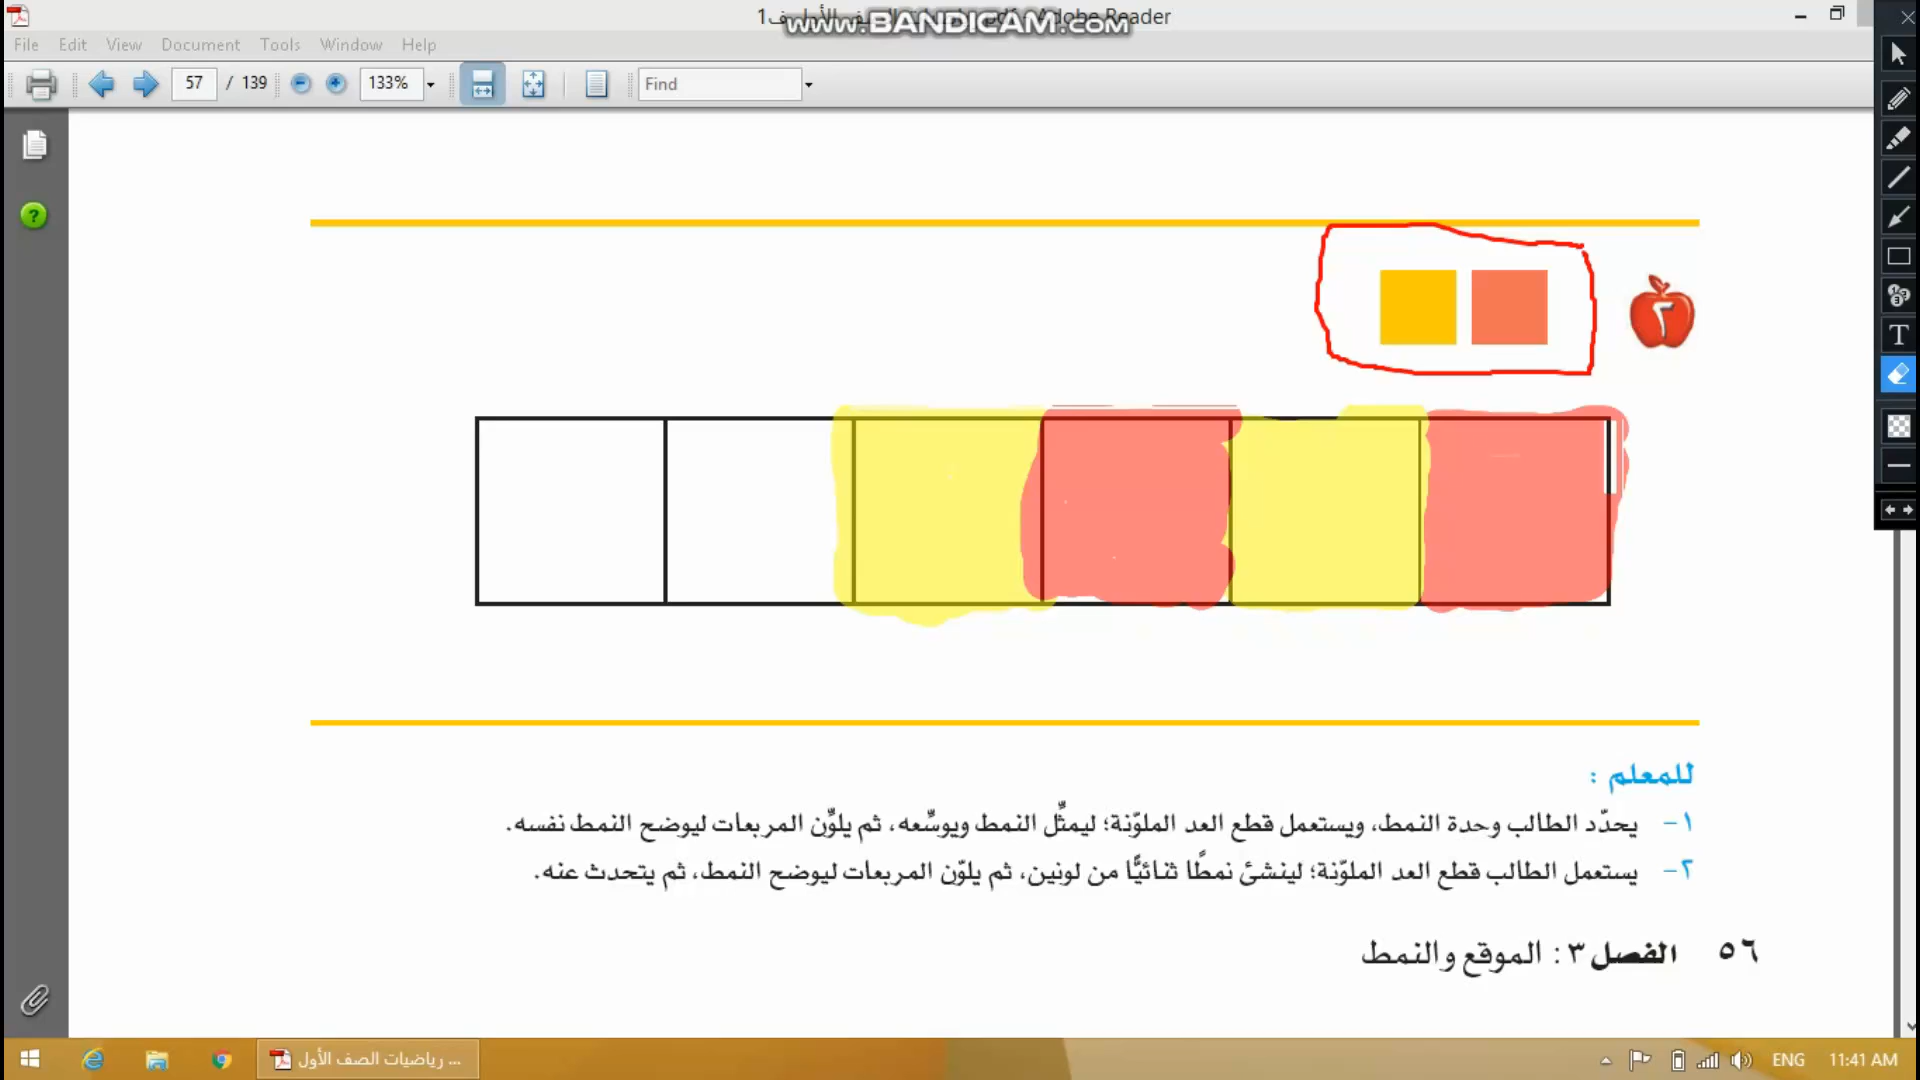 www.BANDICAM.com
Adobe Reader
File Edit View Document Tools Window Help
57 / 139 133% Find
٢
للمعلم :
١- يحدّد الطالب وحدة النمط، ويستعمل قطع العد الملوّنة؛ ليمثِّل النمط ويوسِّعه، ثم يلوِّن المربعات ليوضح النمط نفسه.
٢- يستعمل الطالب قطع العد الملوّنة؛ لينشئ نمطًا ثنائيًّا من لونين، ثم يلوّن المربعات ليوضح النمط، ثم يتحدث عنه.
٥٦ الفصل ٣ : الموقع والنمط
رياضيات الصف الأول ...
ENG 11:41 AM